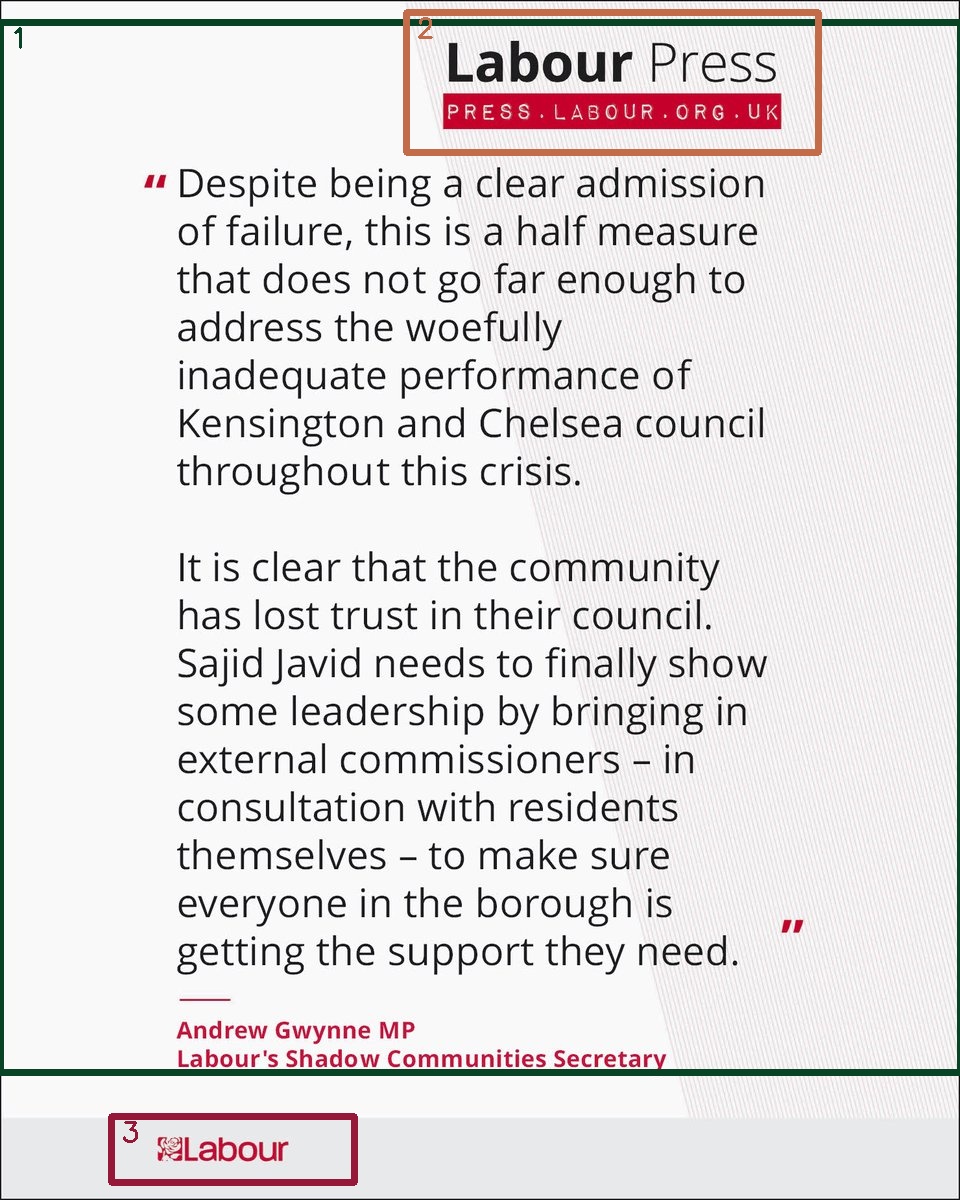 Labour Press
PRESS.LABOUR.ORG.UK
“ Despite being a clear admission
of failure, this is a half measure
that does not go far enough to
address the woefully
inadequate performance of
Kensington and Chelsea council
throughout this crisis.
It is clear that the community
has lost trust in their council.
Sajid Javid needs to finally show
some leadership by bringing in
external commissioners – in
consultation with residents
themselves – to make sure
everyone in the borough is
getting the support they need. ”
Andrew Gwynne MP
Labour's Shadow Communities Secretary
Labour
1
2
3